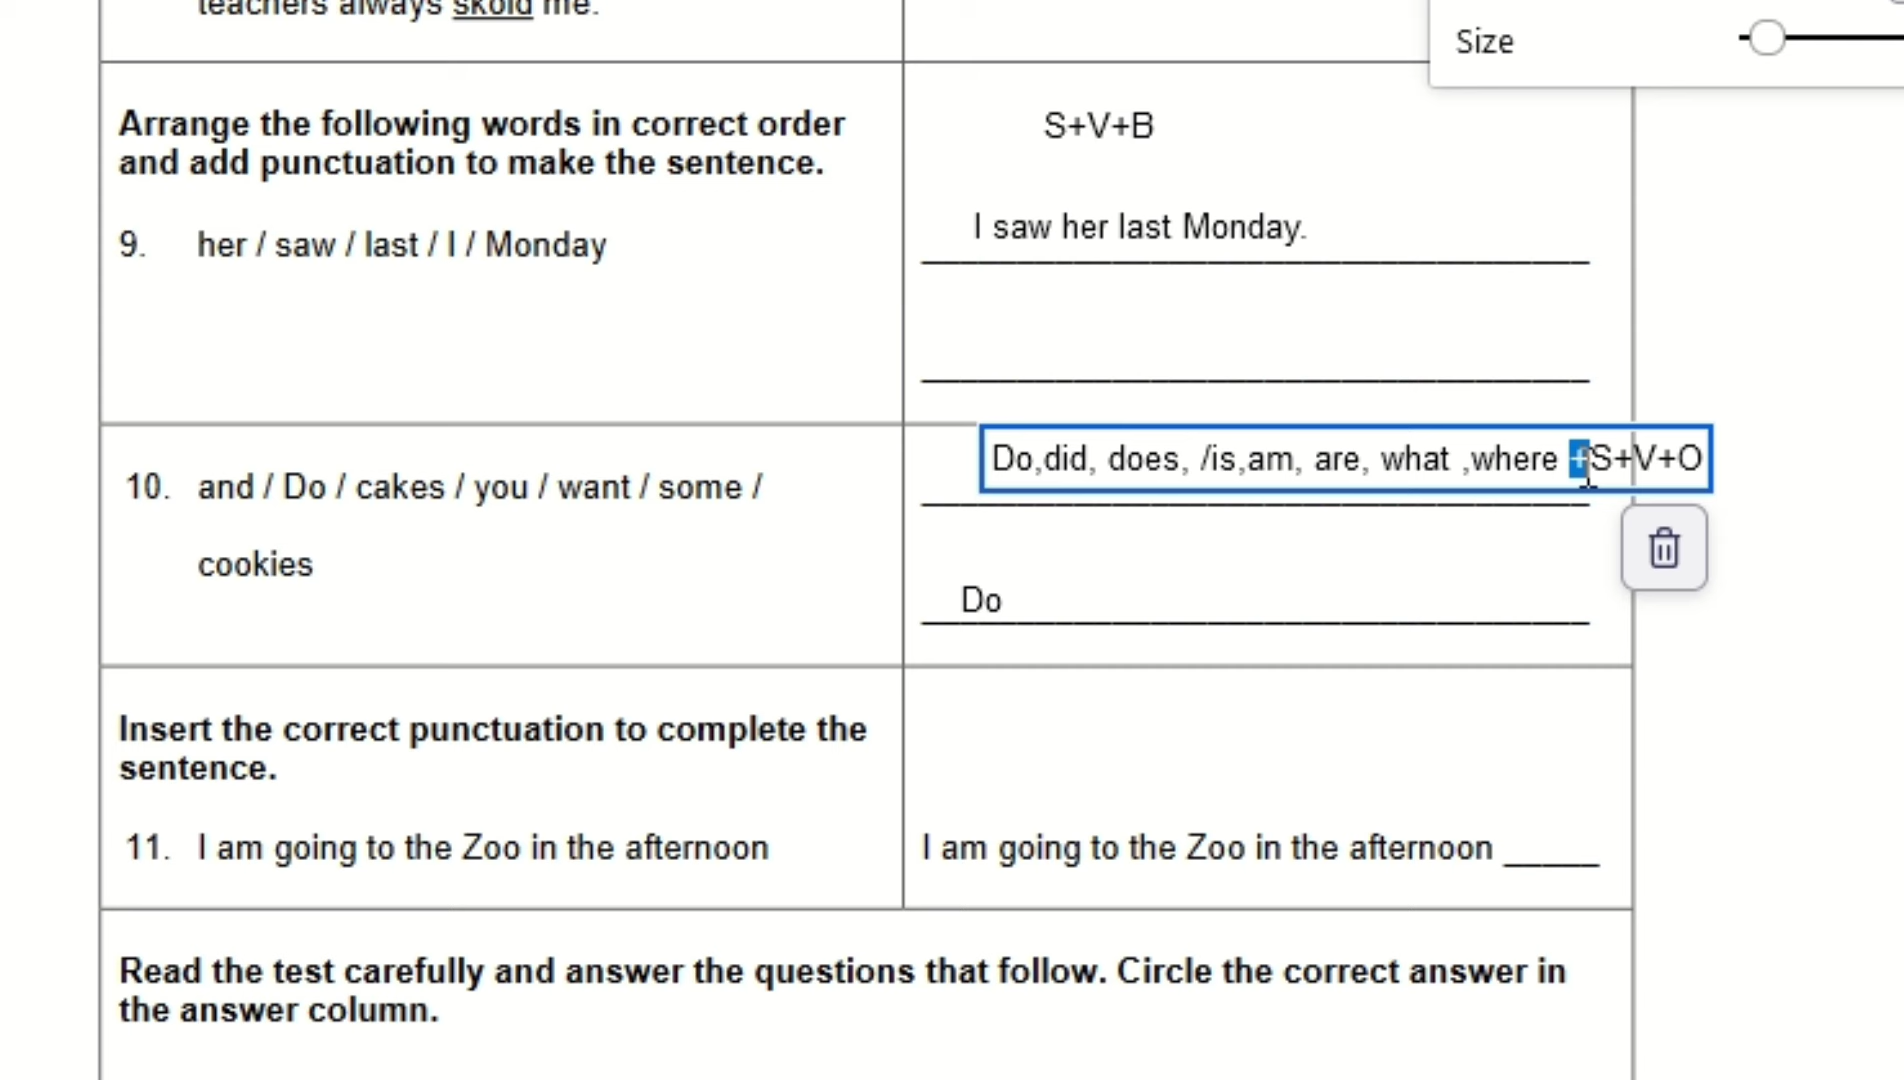 teachers always skold me.
Size
Arrange the following words in correct order
and add punctuation to make the sentence.
S+V+B
9. her / saw / last / I / Monday
I saw her last Monday.
10. and / Do / cakes / you / want / some /
cookies
Do,did, does, /is,am, are, what ,where +S+V+O
Do
Insert the correct punctuation to complete the
sentence.
11. I am going to the Zoo in the afternoon
I am going to the Zoo in the afternoon _____
Read the test carefully and answer the questions that follow. Circle the correct answer in
the answer column.